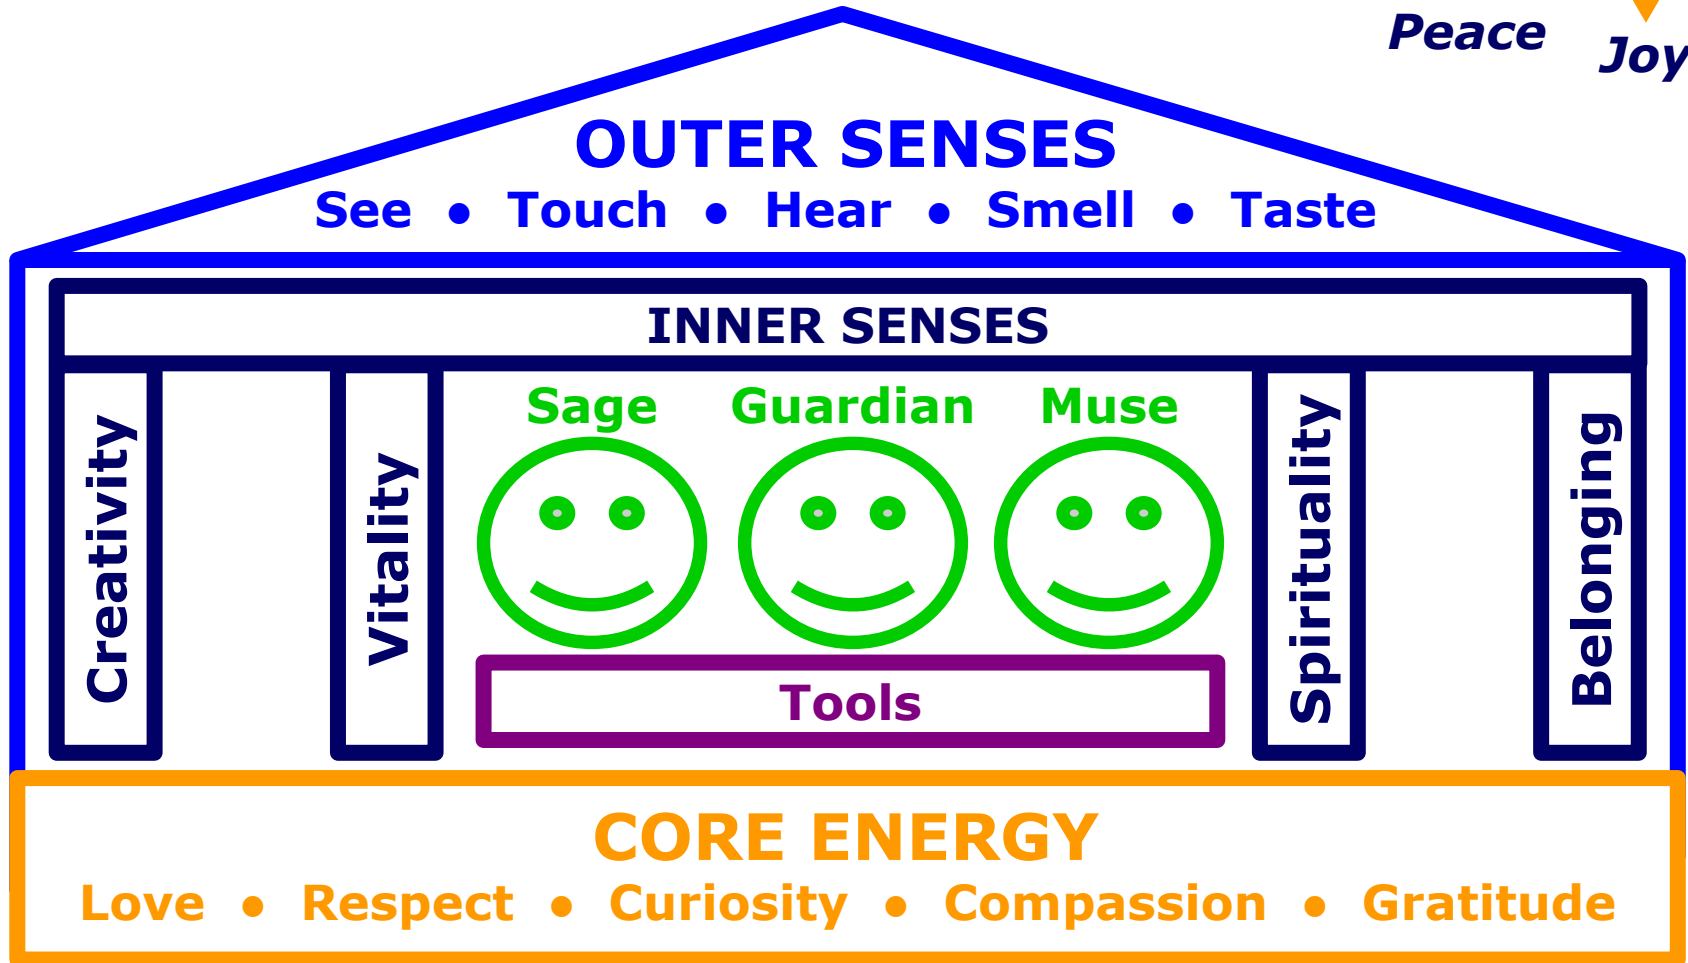 Peace
Joy
OUTER SENSES
See • Touch • Hear • Smell • Taste
INNER SENSES
Sage Guardian Muse
Creativity
Vitality
Spirituality
Belonging
Tools
CORE ENERGY
Love • Respect • Curiosity • Compassion • Gratitude